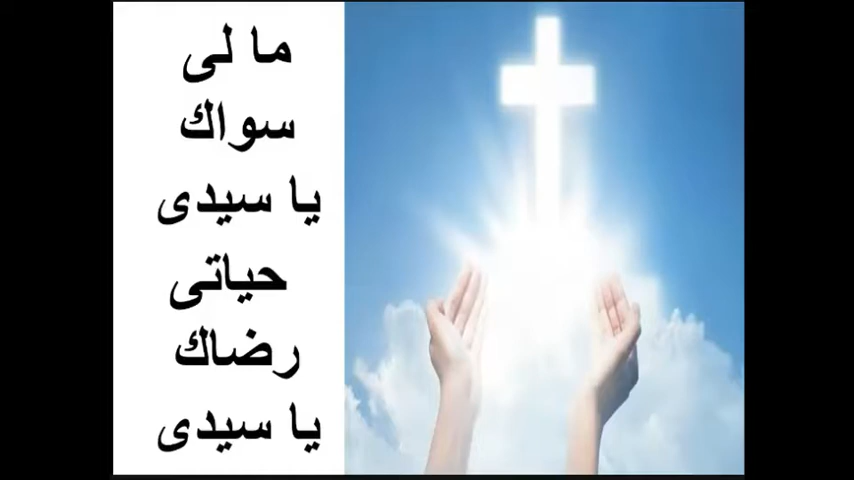 ما لى
سواك
يا سيدى
حياتى
رضاك
يا سيدى